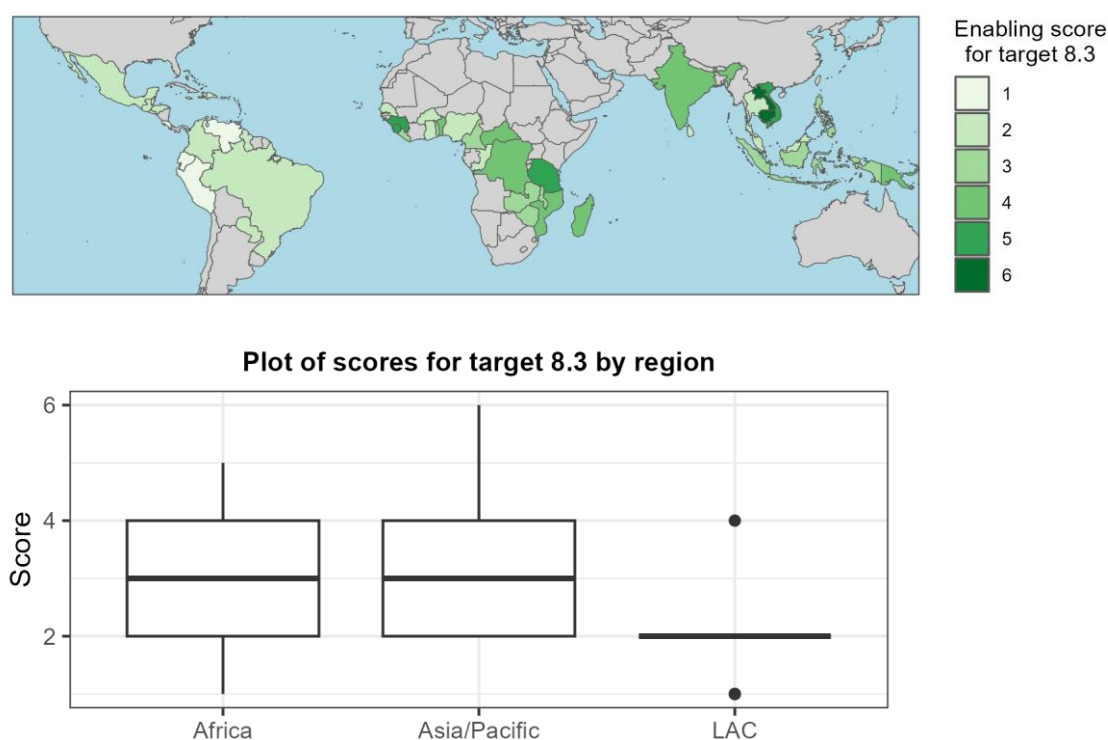 Enabling score
for target 8.3
1
2
3
4
5
6
Plot of scores for target 8.3 by region
6
4
2
Score
Africa
Asia/Pacific
LAC